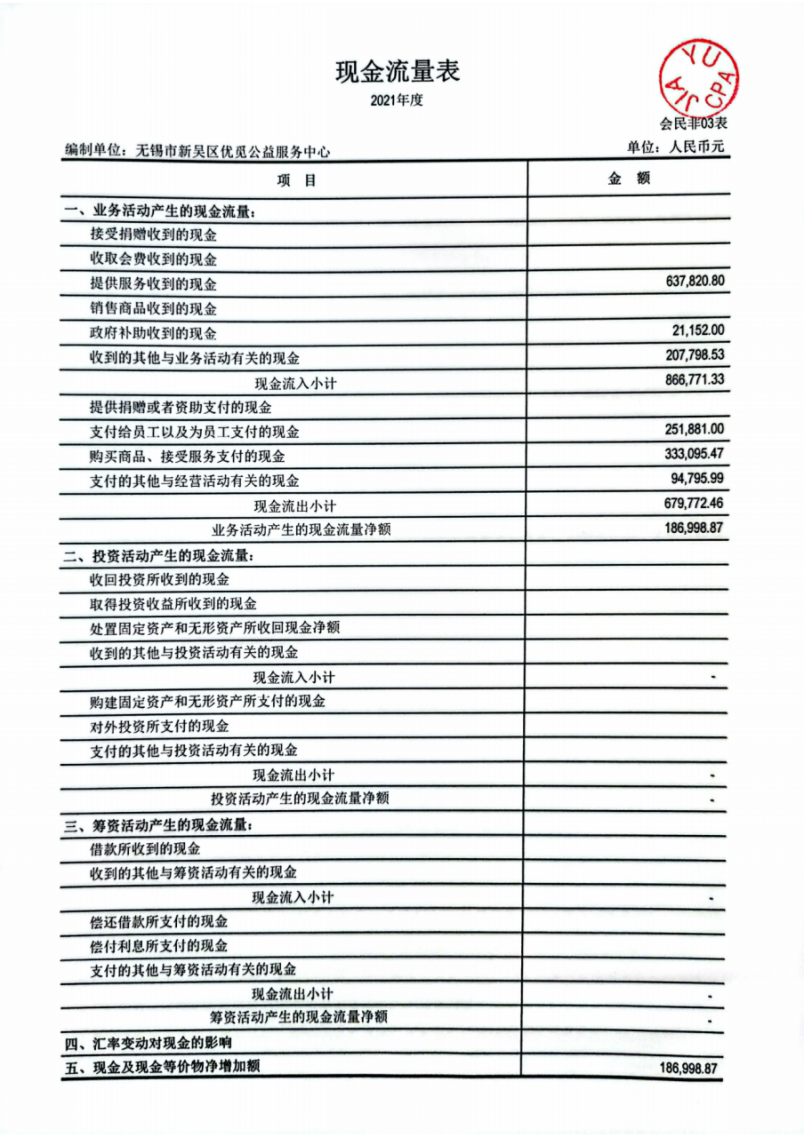 现金流量表
2021年度
YU JIA CPA
会民非03表
编制单位：无锡市新吴区优觅公益服务中心 单位：人民币元
项 目 金 额
一、业务活动产生的现金流量：
接受捐赠收到的现金
收取会费收到的现金
提供服务收到的现金 637,820.80
销售商品收到的现金
政府补助收到的现金 21,152.00
收到的其他与业务活动有关的现金 207,798.53
现金流入小计 866,771.33
提供捐赠或者资助支付的现金
支付给员工以及为员工支付的现金 251,881.00
购买商品、接受服务支付的现金 333,095.47
支付的其他与经营活动有关的现金 94,795.99
现金流出小计 679,772.46
业务活动产生的现金流量净额 186,998.87
二、投资活动产生的现金流量：
收回投资所收到的现金
取得投资收益所收到的现金
处置固定资产和无形资产所收回现金净额
收到的其他与投资活动有关的现金
现金流入小计 -
购建固定资产和无形资产所支付的现金
对外投资所支付的现金
支付的其他与投资活动有关的现金
现金流出小计 -
投资活动产生的现金流量净额 -
三、筹资活动产生的现金流量：
借款所收到的现金
收到的其他与筹资活动有关的现金
现金流入小计 -
偿还借款所支付的现金
偿付利息所支付的现金
支付的其他与筹资活动有关的现金
现金流出小计 -
筹资活动产生的现金流量净额 -
四、汇率变动对现金的影响
五、现金及现金等价物净增加额 186,998.87